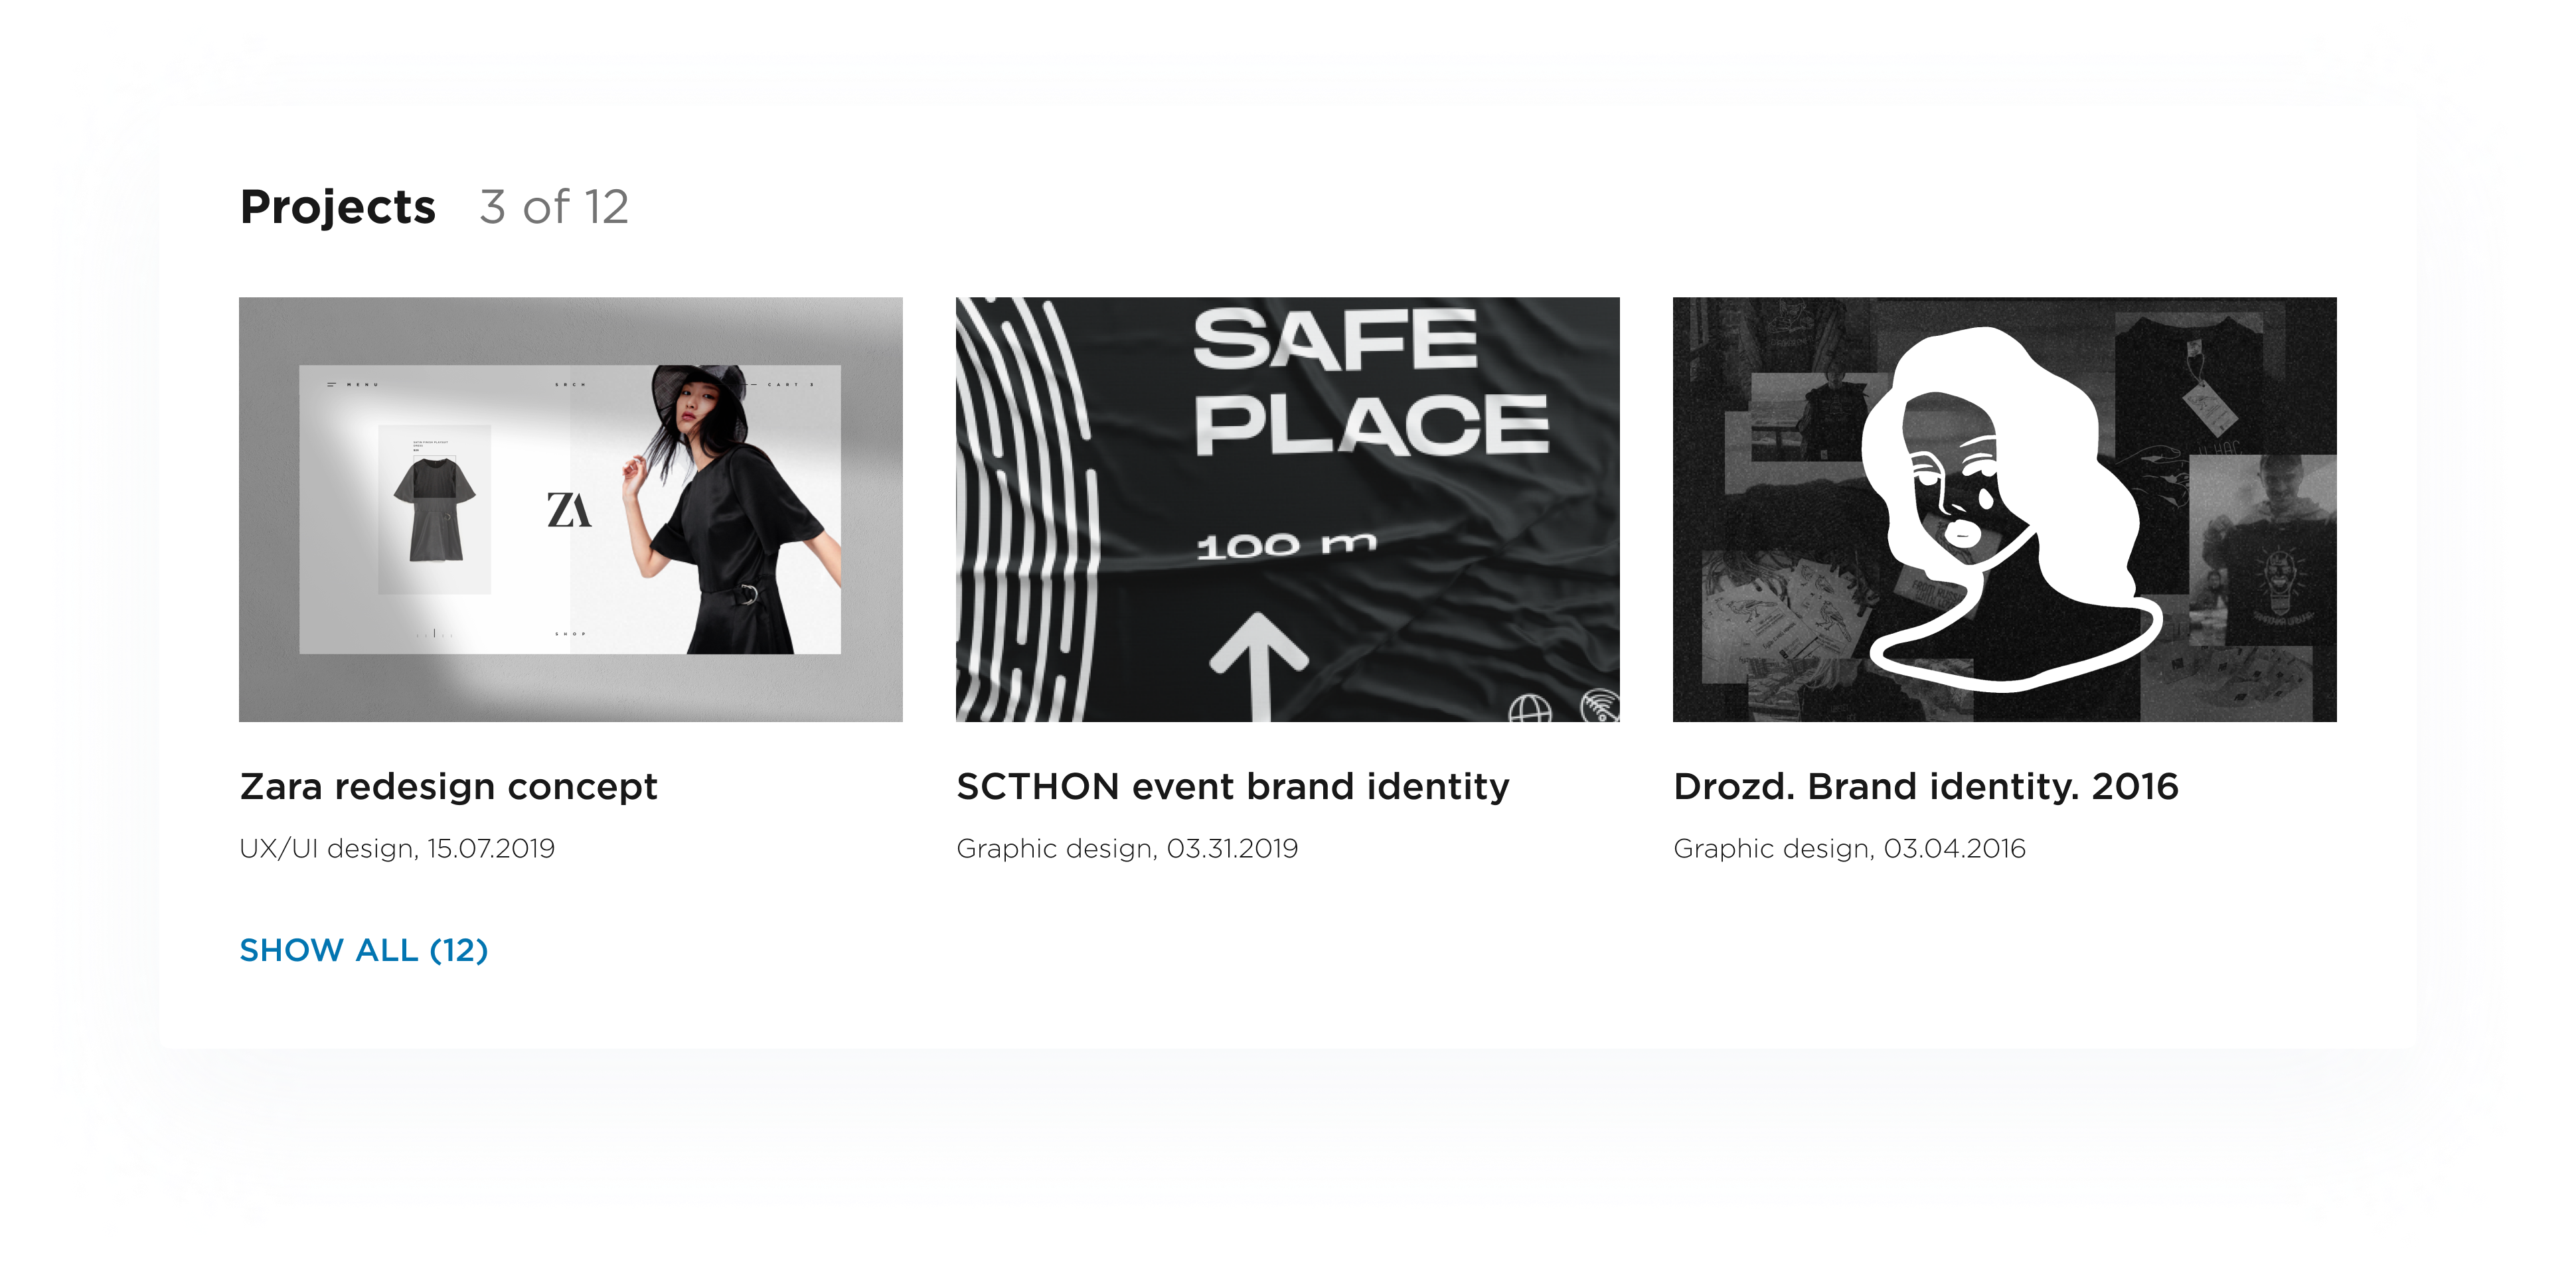 Projects 3 of 12
MENU
SRCH
CART 3
ZA
SHOP
SAFE
PLACE
100 m
Zara redesign concept
UX/UI design, 15.07.2019
SCTHON event brand identity
Graphic design, 03.31.2019
Drozd. Brand identity. 2016
Graphic design, 03.04.2016
SHOW ALL (12)